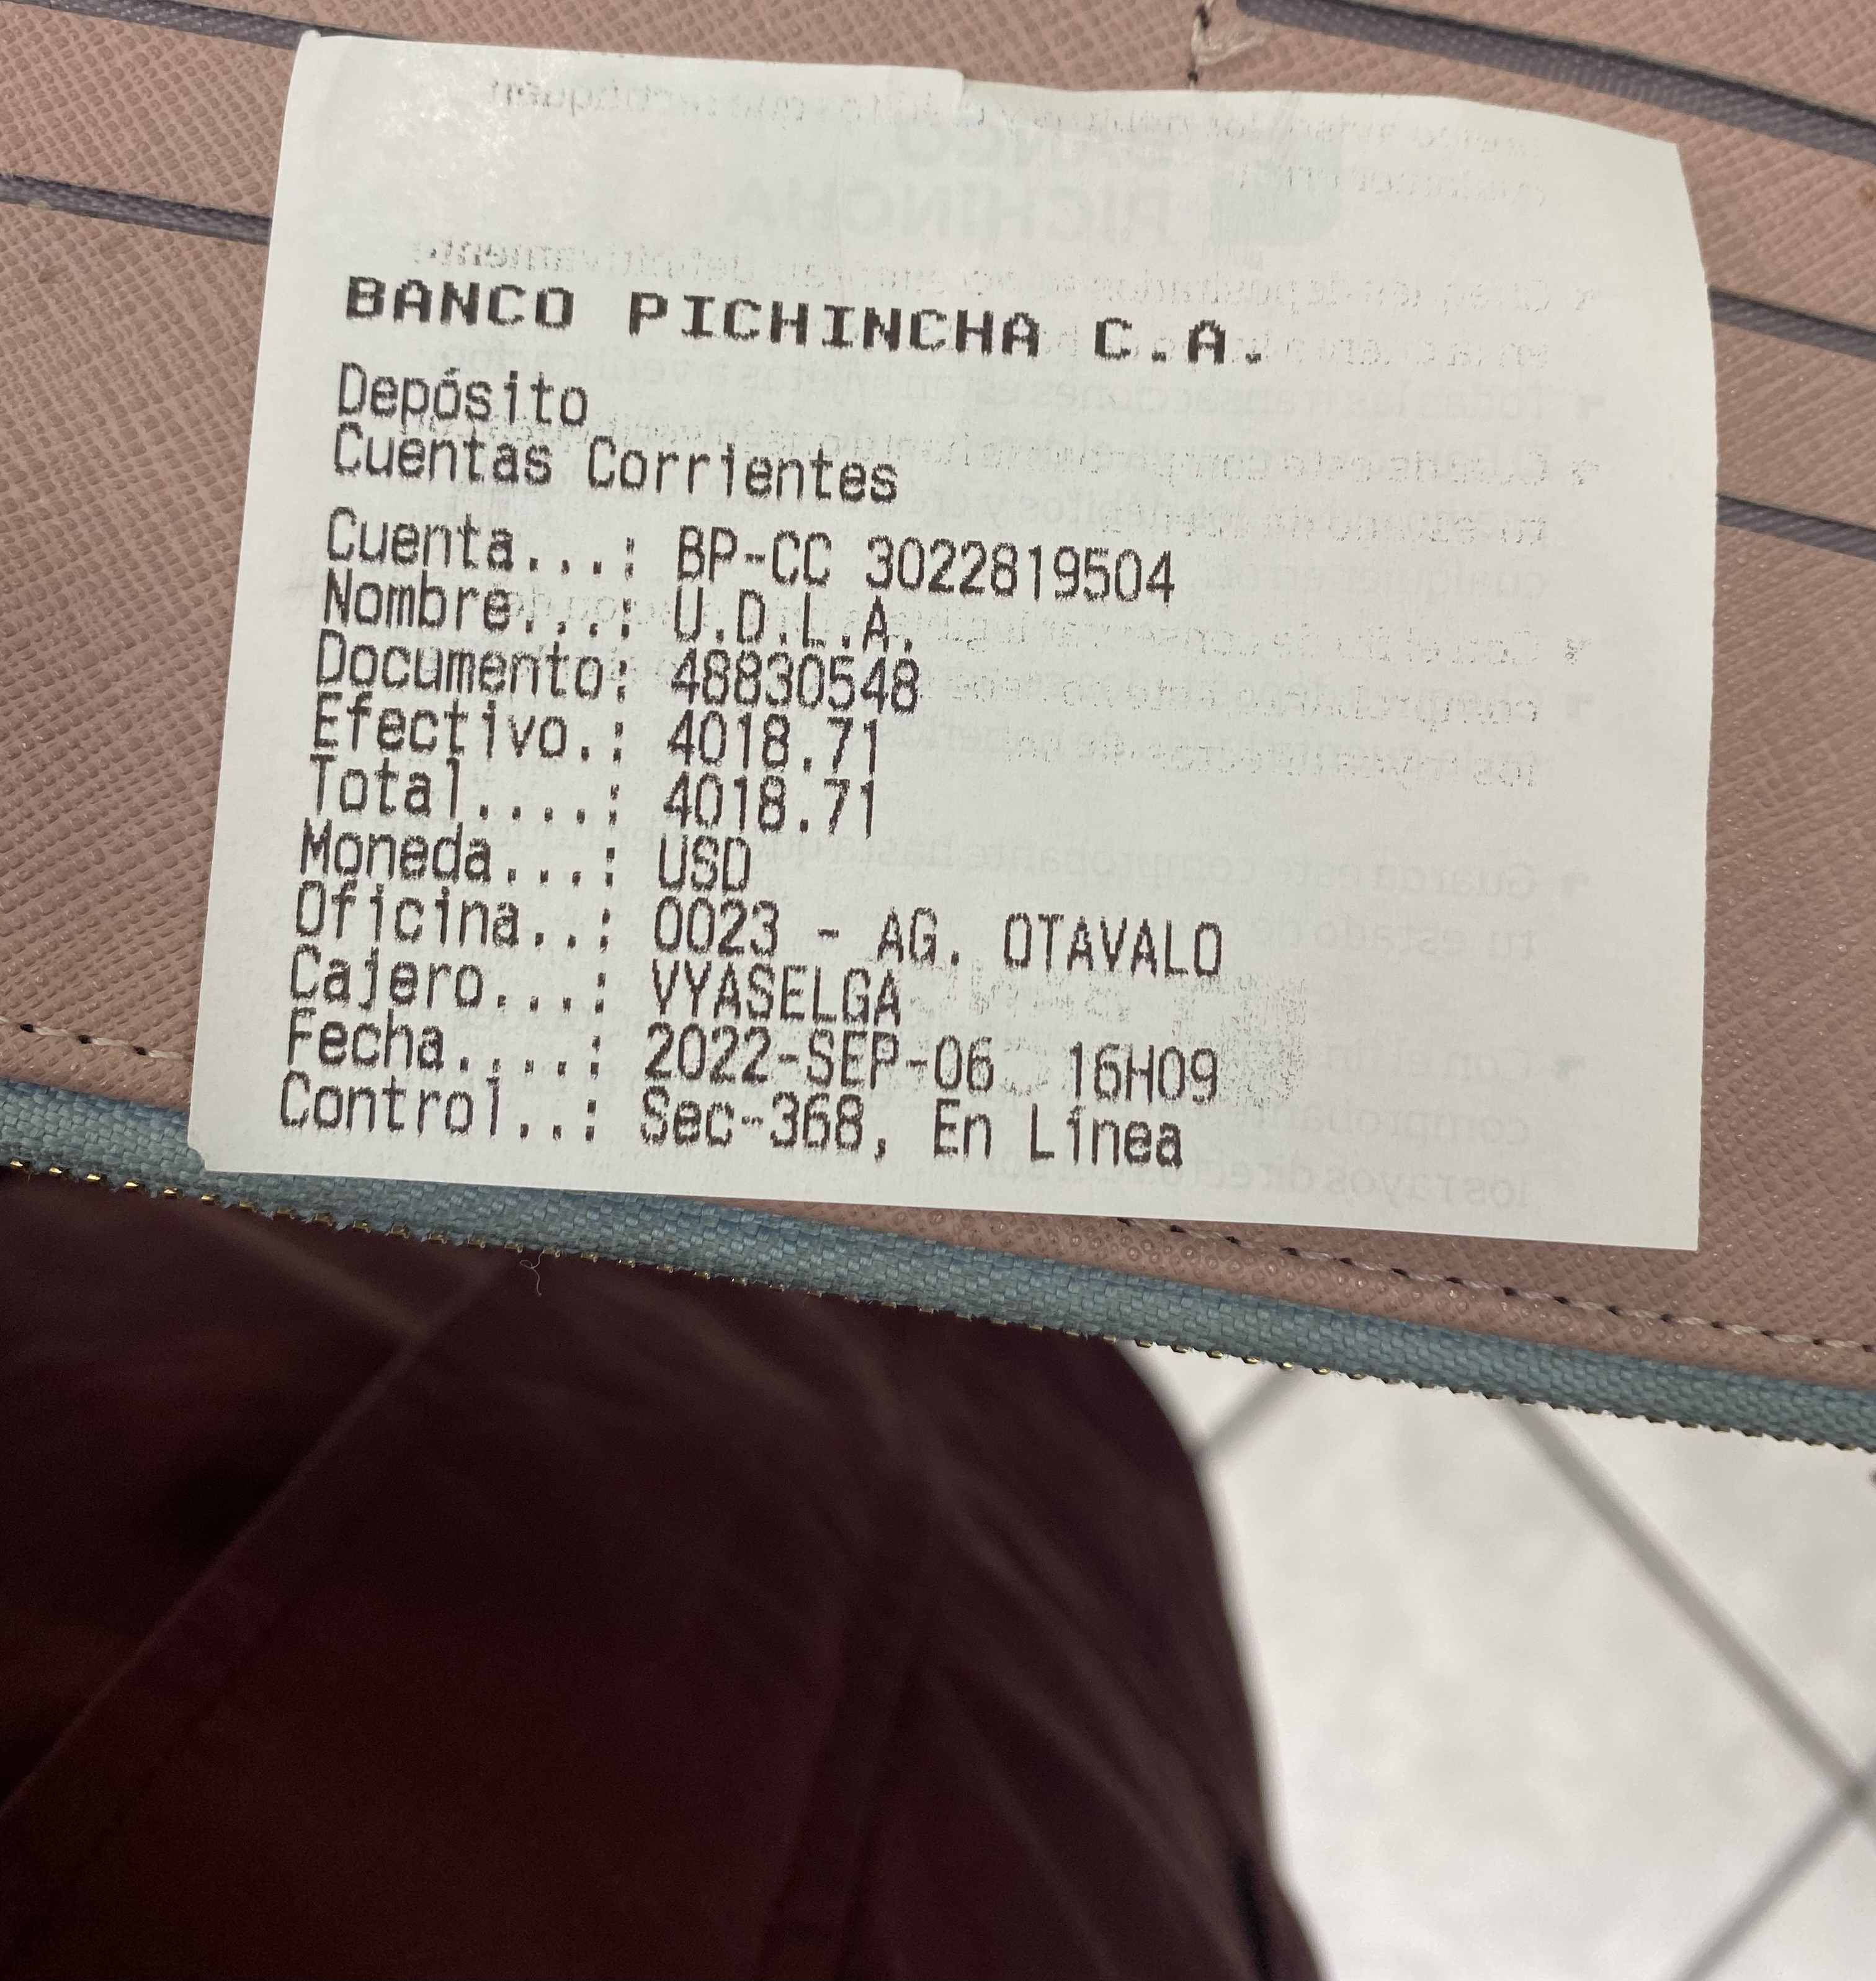 BANCO PICHINCHA C.A.
Depósito
Cuentas Corrientes
Cuenta...: BP-CC 3022819504
Nombre...: U.D.L.A.
Documento: 48830548
Efectivo.: 4018.71
Total....: 4018.71
Moneda...: USD
Oficina..: 0023 - AG. OTAVALO
Cajero...: VYASELGA
Fecha....: 2022-SEP-06 16H09
Control..: Sec-368, En Línea